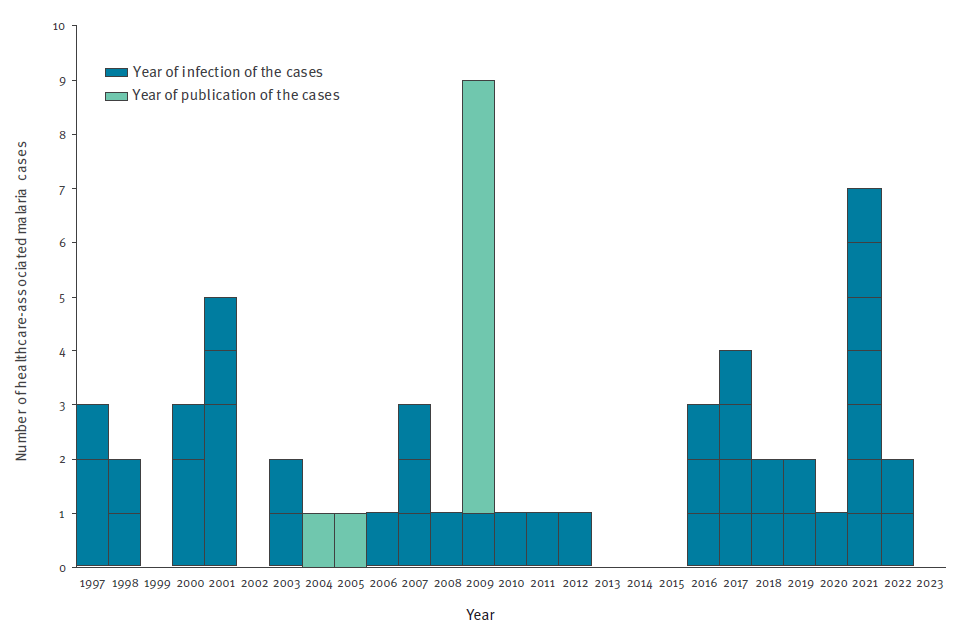 10
Year of infection of the cases
9
Year of publication of the cases
8
7
6
5
4
3
2
1
0
Number of healthcare-associated malaria cases
1997 1998 1999 2000 2001 2002 2003 2004 2005 2006 2007 2008 2009 2010 2011 2012 2013 2014 2015 2016 2017 2018 2019 2020 2021 2022 2023
Year